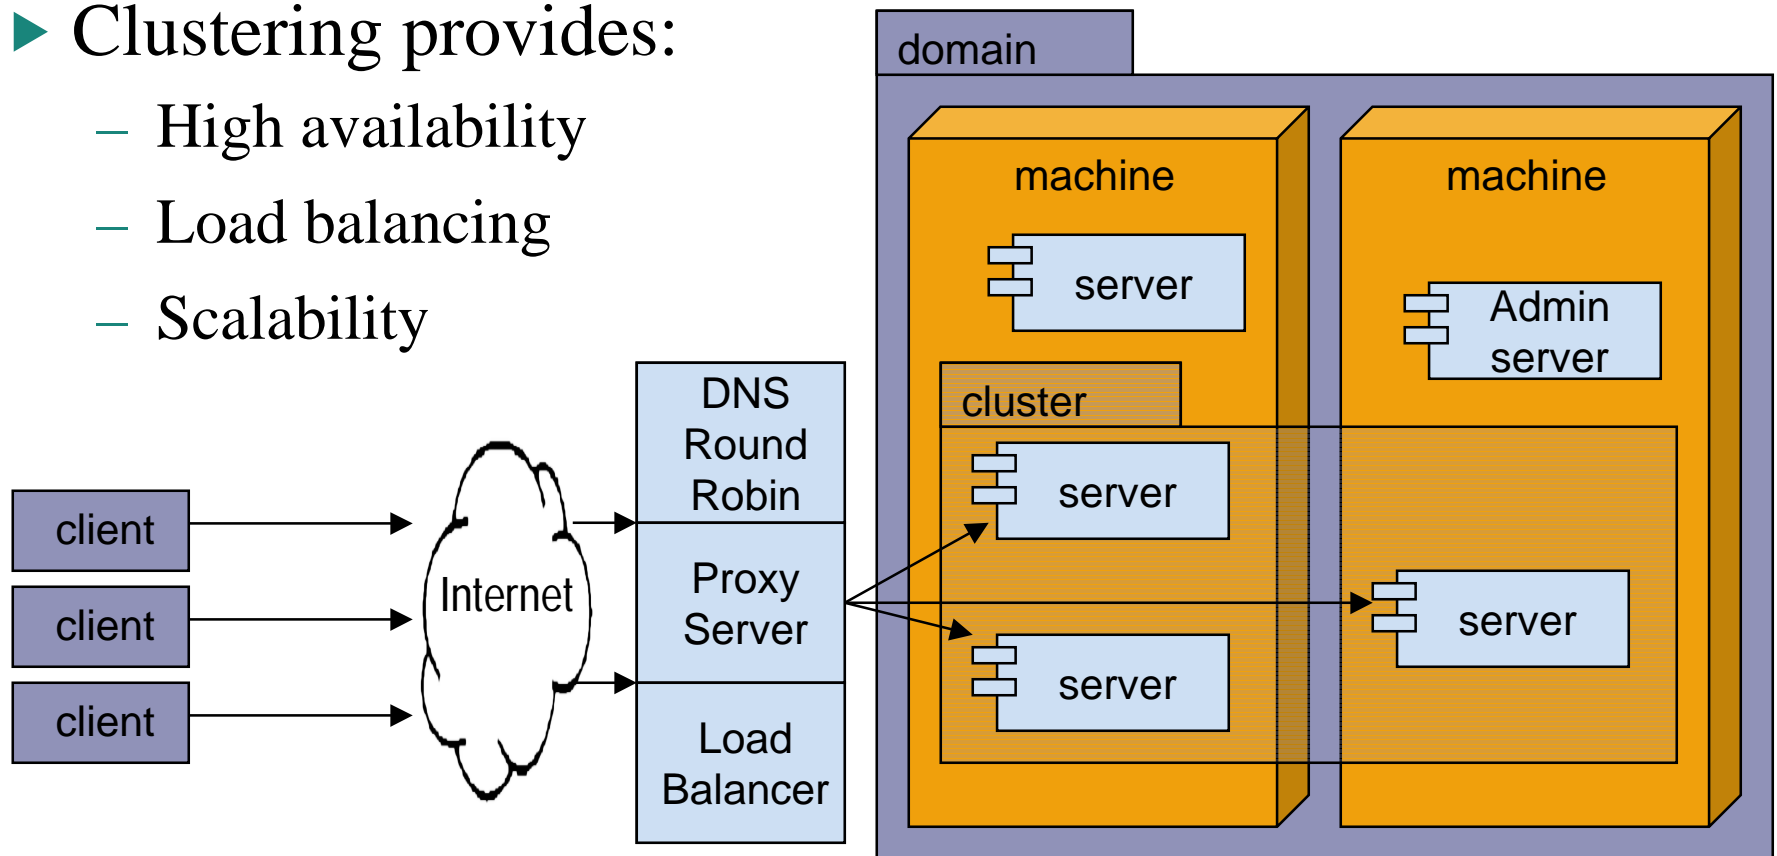 Clustering provides:
– High availability
– Load balancing
– Scalability
domain
machine
machine
server
Admin
server
cluster
server
server
server
DNS
Round
Robin
Proxy
Server
Load
Balancer
Internet
client
client
client